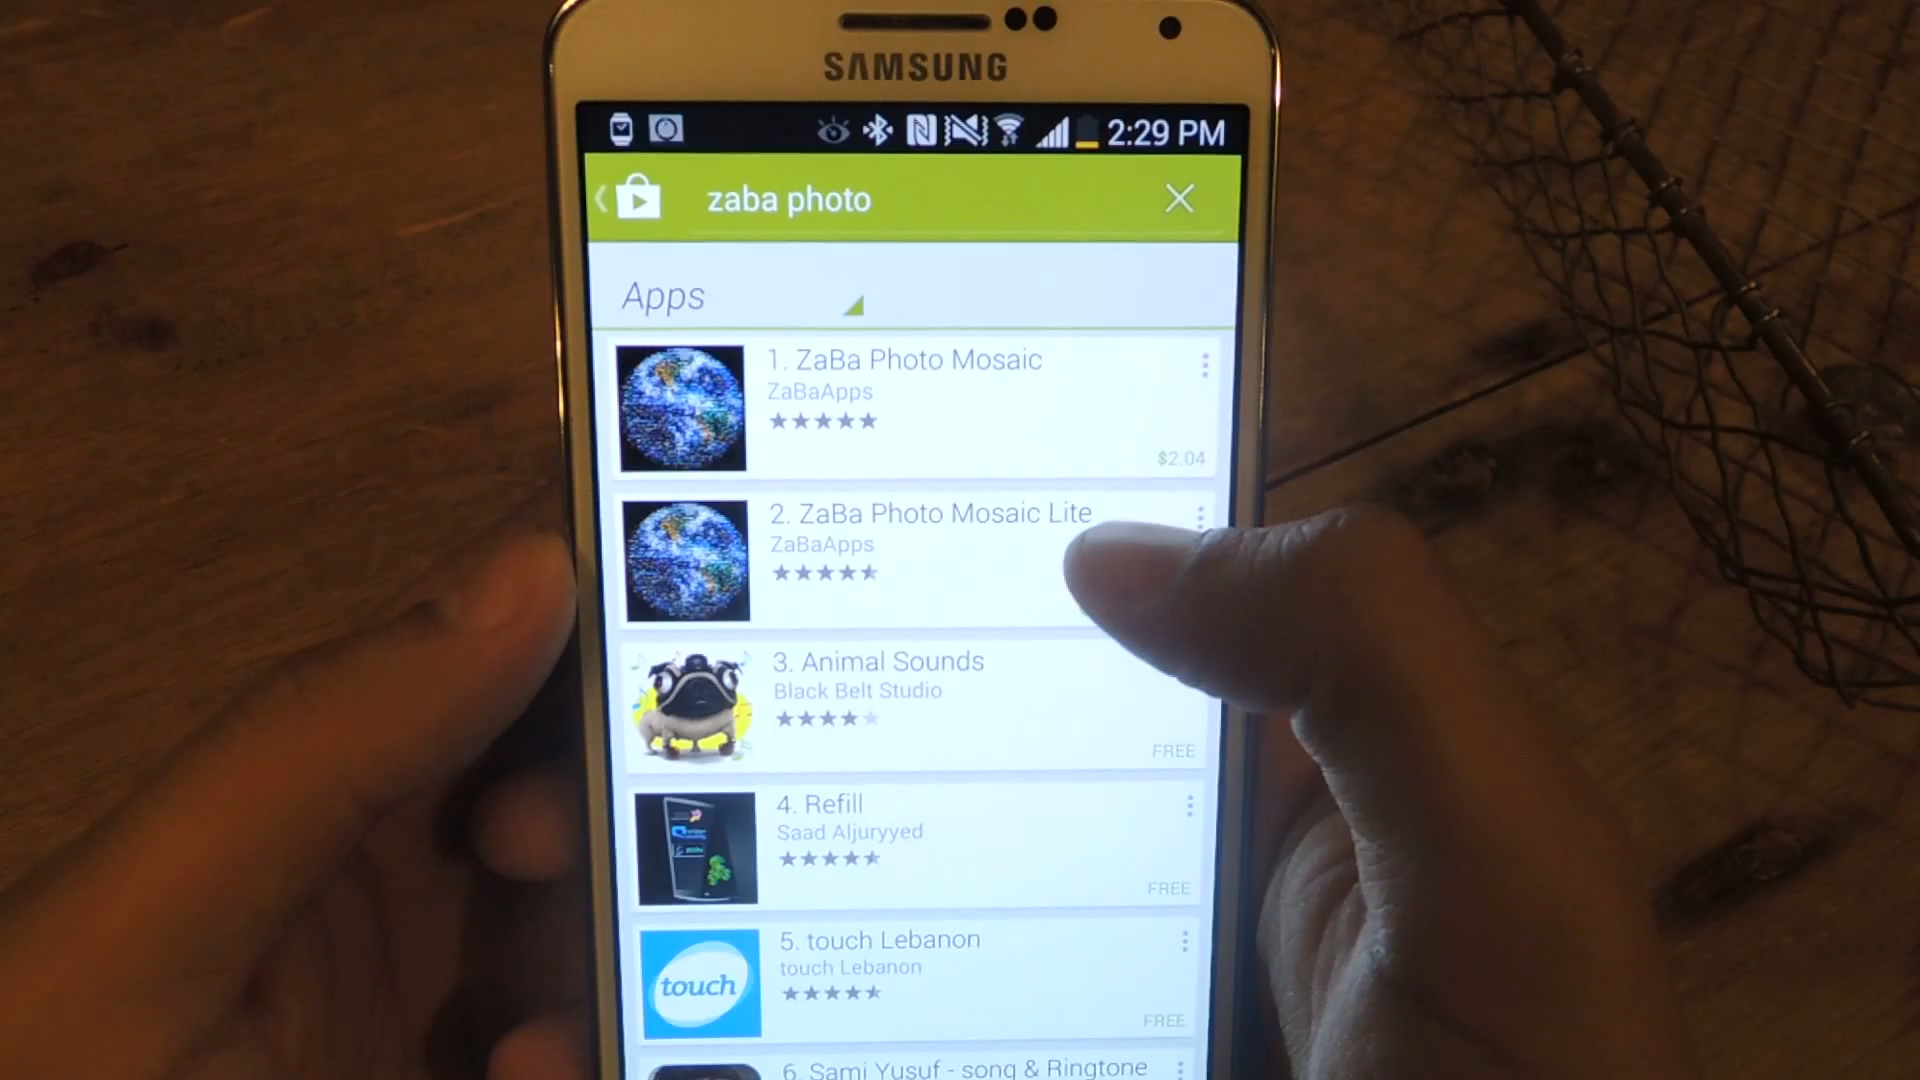 SAMSUNG
2:29 PM
zaba photo
Apps
1. ZaBa Photo Mosaic
ZaBaApps
$2.04
2. ZaBa Photo Mosaic Lite
ZaBaApps
3. Animal Sounds
Black Belt Studio
FREE
4. Refill
Saad Aljuryyed
FREE
touch
5. touch Lebanon
touch Lebanon
FREE
6. Sami Yusuf - song & Ringtone